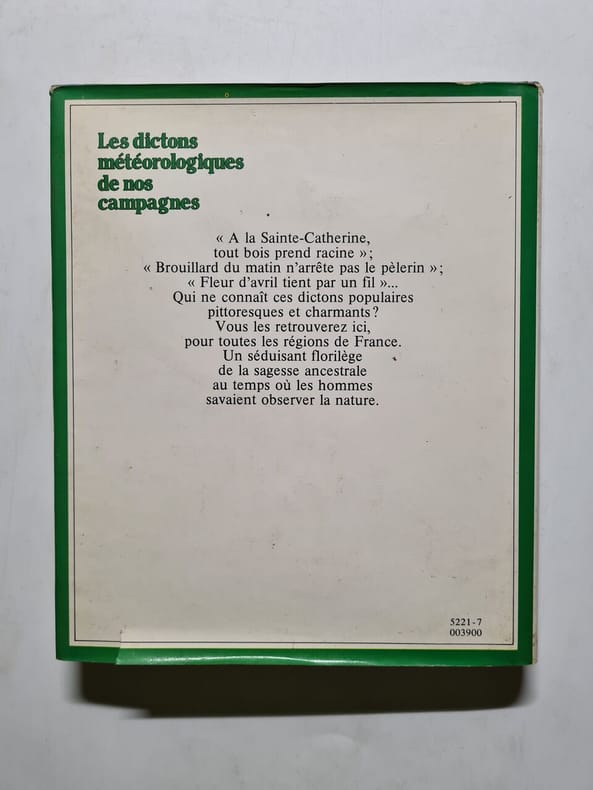 Les dictons
météorologiques
de nos
campagnes
« A la Sainte-Catherine,
tout bois prend racine » ;
« Brouillard du matin n'arrête pas le pèlerin » ;
« Fleur d'avril tient par un fil »...
Qui ne connaît ces dictons populaires
pittoresques et charmants ?
Vous les retrouverez ici,
pour toutes les régions de France.
Un séduisant florilège
de la sagesse ancestrale
au temps où les hommes
savaient observer la nature.
5221-7
003900